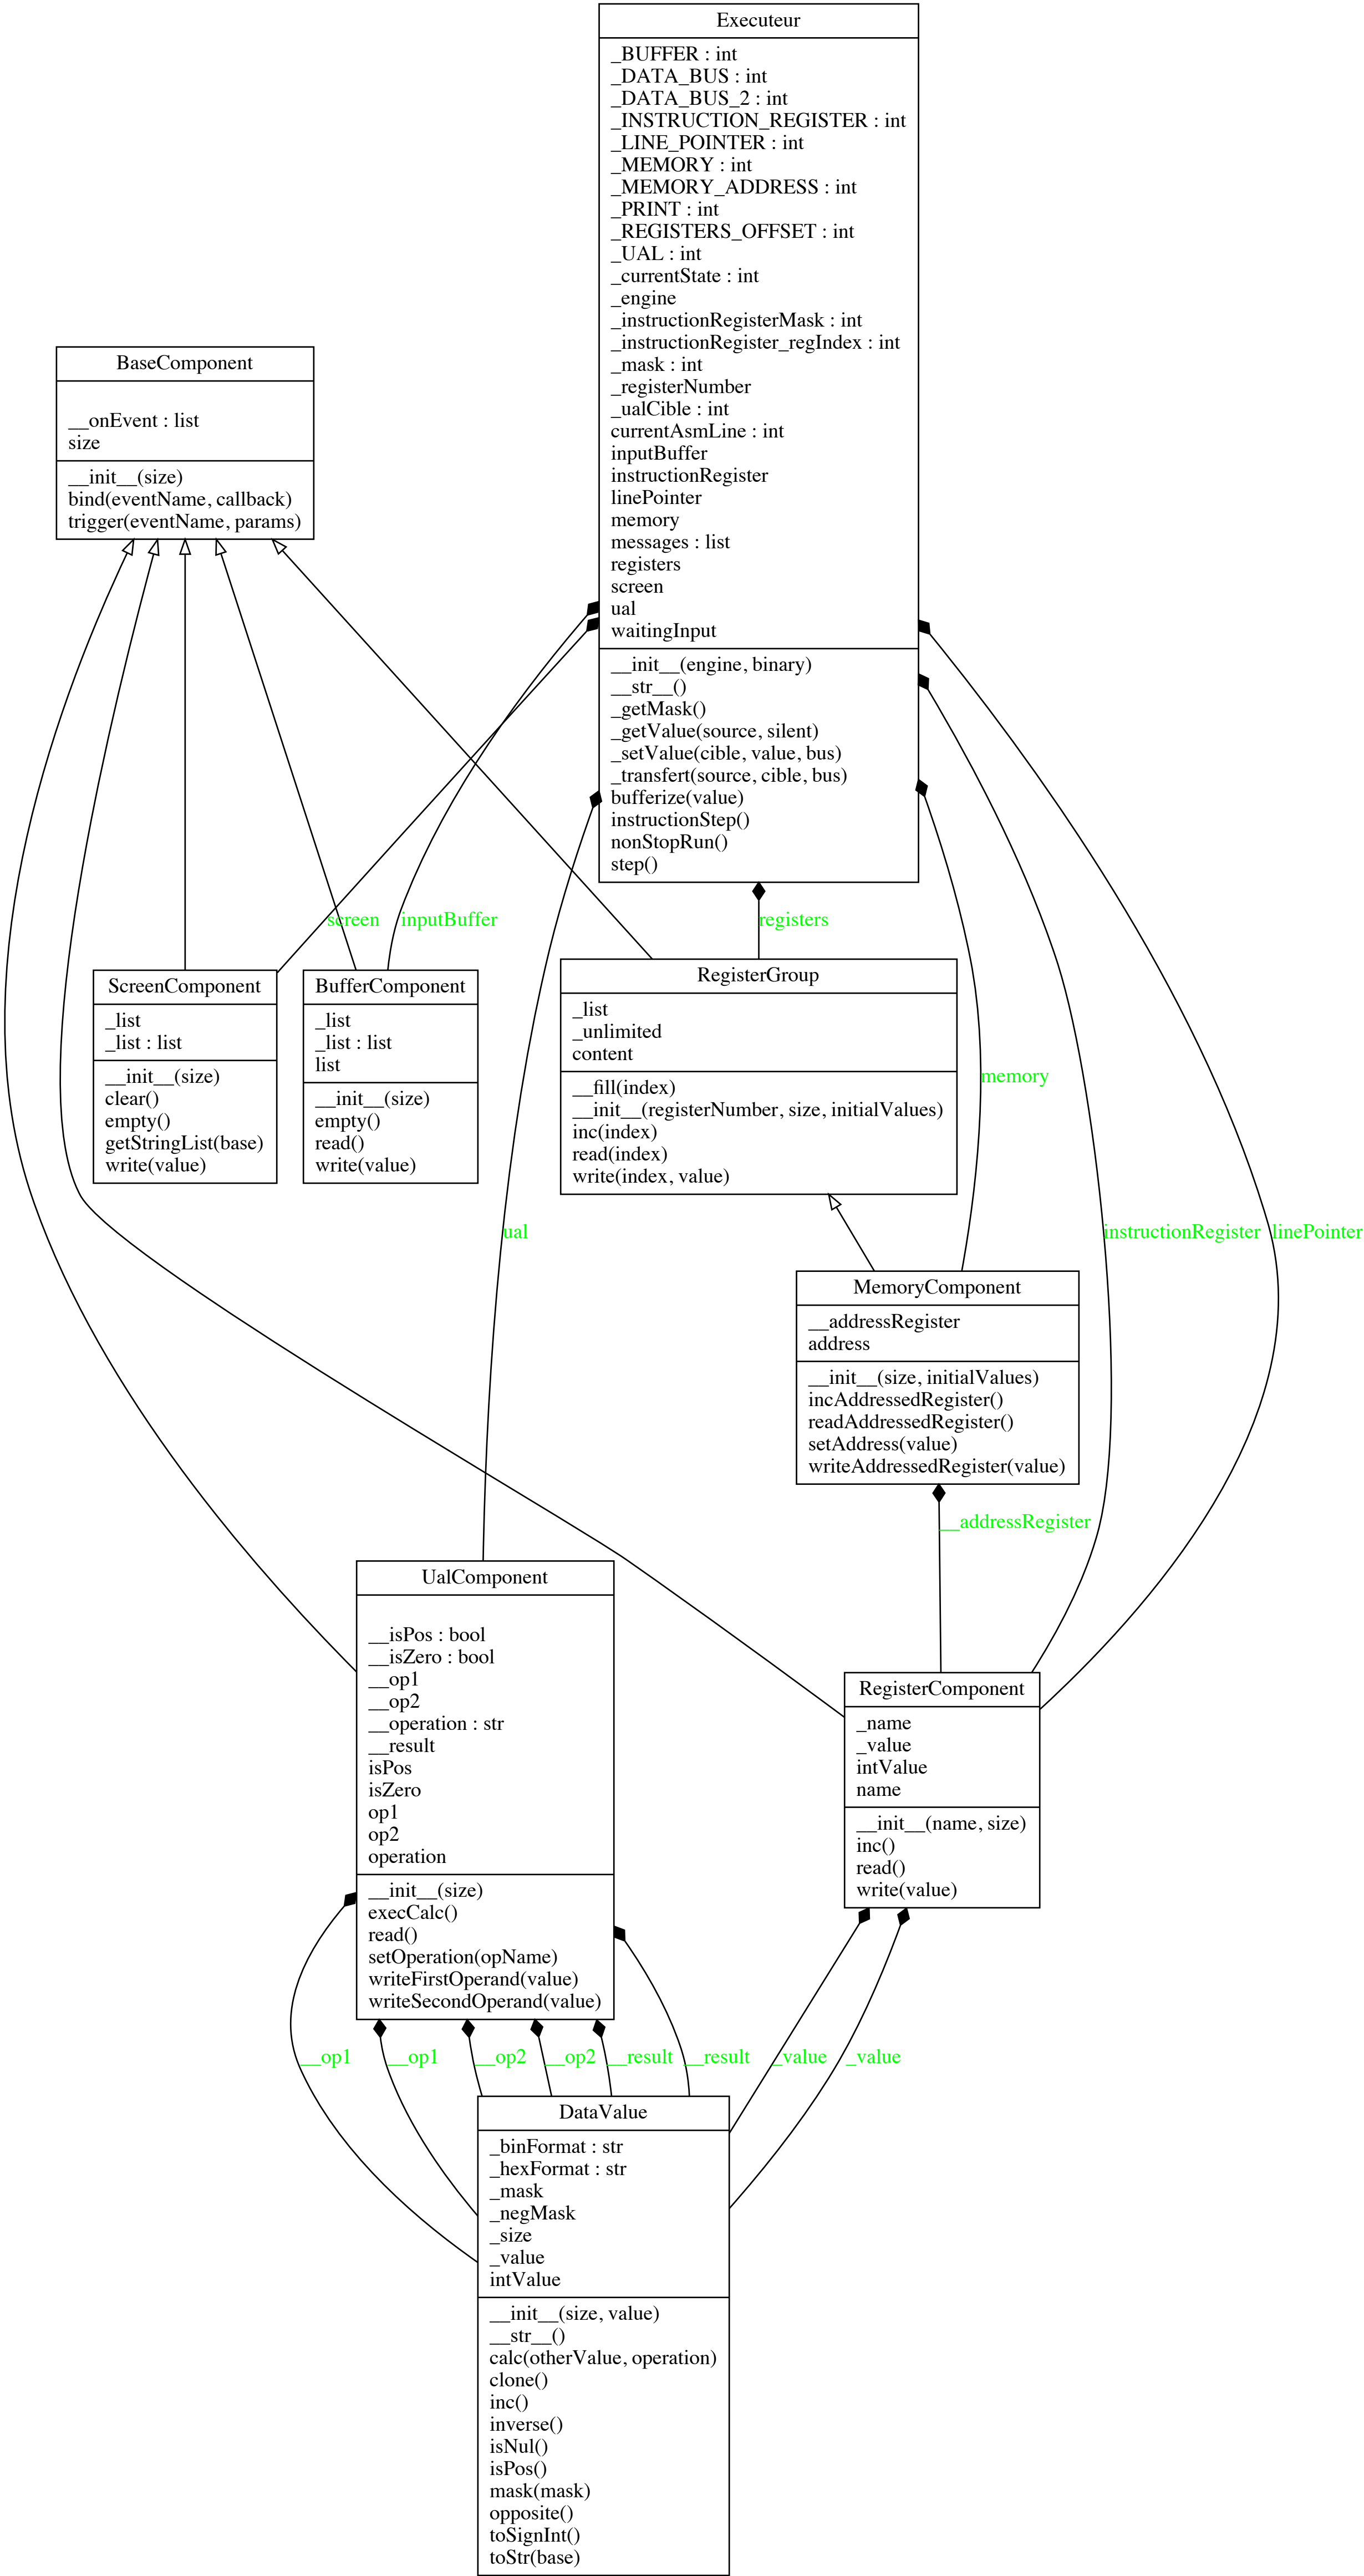 Executeur
_BUFFER : int
_DATA_BUS : int
_DATA_BUS_2 : int
_INSTRUCTION_REGISTER : int
_LINE_POINTER : int
_MEMORY : int
_MEMORY_ADDRESS : int
_PRINT : int
_REGISTERS_OFFSET : int
_UAL : int
_currentState : int
_engine
_instructionRegisterMask : int
_instructionRegister_regIndex : int
_mask : int
_registerNumber
_ualCible : int
currentAsmLine : int
inputBuffer
instructionRegister
linePointer
memory
messages : list
registers
screen
ual
waitingInput
__init__(engine, binary)
__str__()
_getMask()
_getValue(source, silent)
_setValue(cible, value, bus)
_transfert(source, cible, bus)
bufferize(value)
instructionStep()
nonStopRun()
step()
BaseComponent
__onEvent : list
size
__init__(size)
bind(eventName, callback)
trigger(eventName, params)
screen
inputBuffer
registers
ScreenComponent
_list
_list : list
__init__(size)
clear()
empty()
getStringList(base)
write(value)
BufferComponent
_list
_list : list
list
__init__(size)
empty()
read()
write(value)
RegisterGroup
_list
_unlimited
content
__fill(index)
__init__(registerNumber, size, initialValues)
inc(index)
read(index)
write(index, value)
memory
ual
instructionRegister
linePointer
MemoryComponent
__addressRegister
address
__init__(size, initialValues)
incAddressedRegister()
readAddressedRegister()
setAddress(value)
writeAddressedRegister(value)
__addressRegister
UalComponent
__isPos : bool
__isZero : bool
__op1
__op2
__operation : str
__result
isPos
isZero
op1
op2
operation
__init__(size)
execCalc()
read()
setOperation(opName)
writeFirstOperand(value)
writeSecondOperand(value)
RegisterComponent
_name
_value
intValue
name
__init__(name, size)
inc()
read()
write(value)
__op1
__op1
__op2
__op2
__result
__result
_value
_value
DataValue
_binFormat : str
_hexFormat : str
_mask
_negMask
_size
_value
intValue
__init__(size, value)
__str__()
calc(otherValue, operation)
clone()
inc()
inverse()
isNul()
isPos()
mask(mask)
opposite()
toSignInt()
toStr(base)